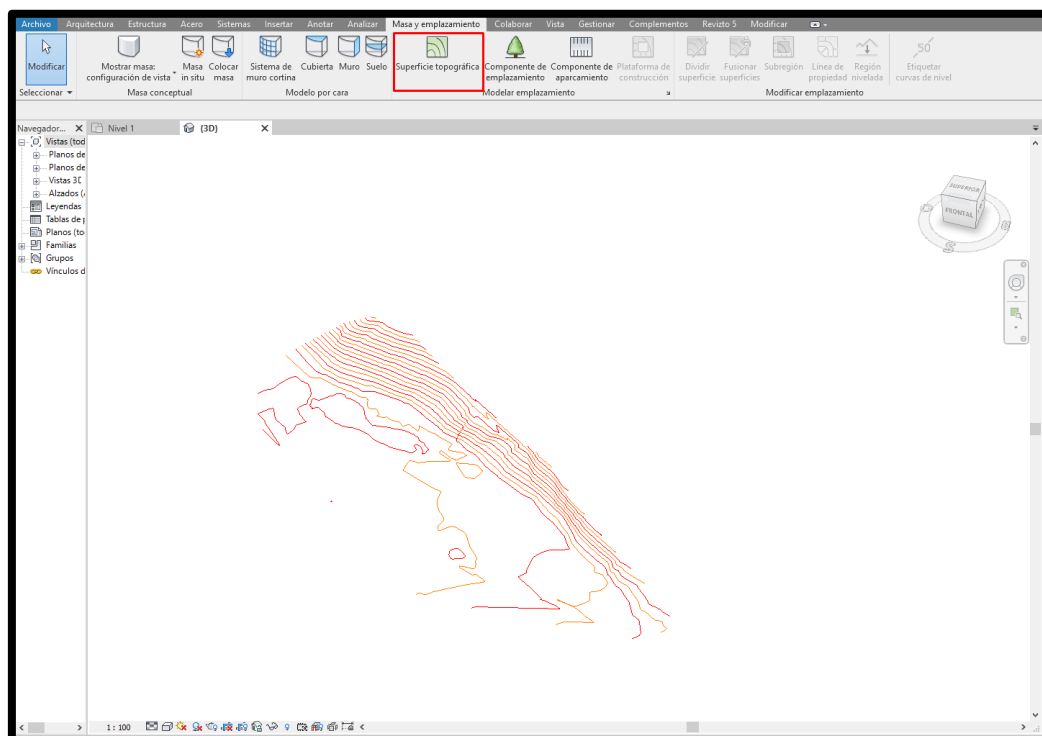 Archivo Arquitectura Estructura Acero Sistemas Insertar Anotar Analizar Masa y emplazamiento Colaborar Vista Gestionar Complementos Revizto 5 Modificar
Modificar
Mostrar masa: configuración de vista
Masa in situ
Colocar masa
Sistema de muro cortina
Cubierta
Muro
Suelo
Superficie topográfica
Componente de emplazamiento
Componente de aparcamiento
Plataforma de construcción
Dividir superficie
Fusionar superficies
Subregión
Línea de propiedad
Región nivelada
50
Etiquetar curvas de nivel
Seleccionar
Masa conceptual
Modelo por cara
Modelar emplazamiento
Modificar emplazamiento
Navegador...
Nivel 1
{3D}
Vistas (tod
Planos de
Planos de
Vistas 3D
Alzados (
Leyendas
Tablas de
Planos (to
Familias
Grupos
Vínculos d
SUPERIOR
FRONTAL
O
E
S
1 : 100